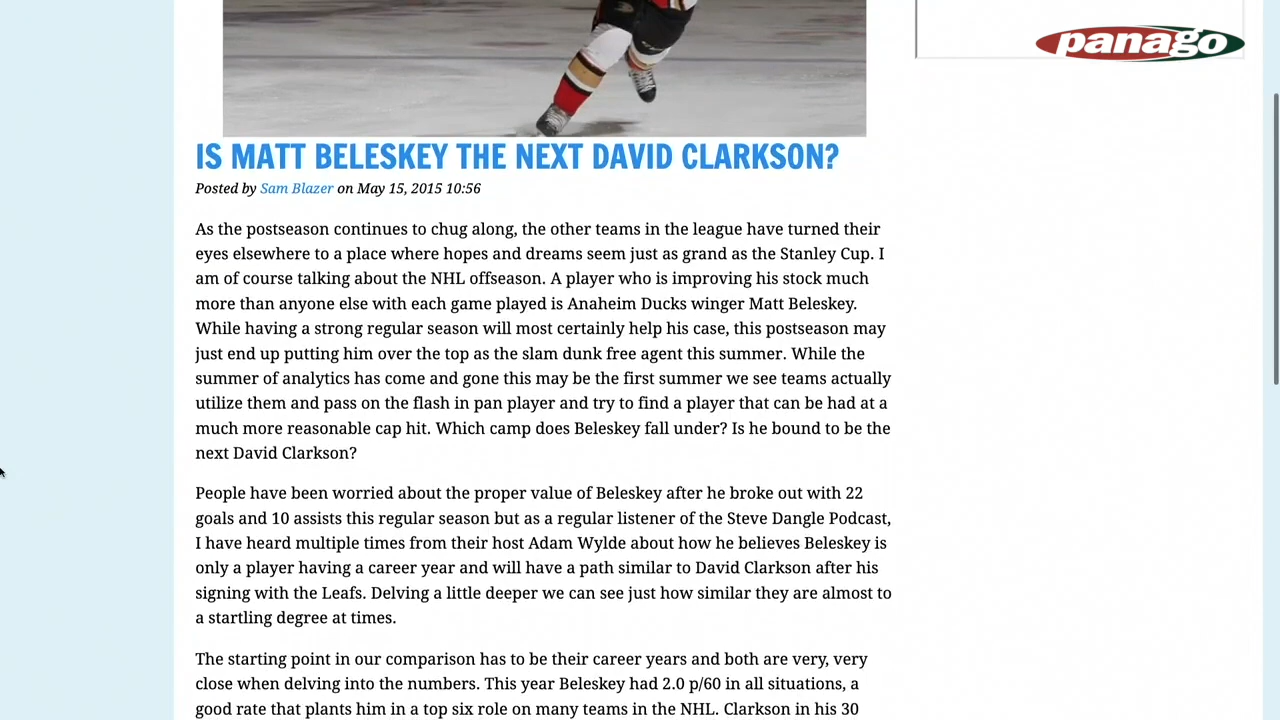 panago
IS MATT BELESKEY THE NEXT DAVID CLARKSON?
Posted by Sam Blazer on May 15, 2015 10:56
As the postseason continues to chug along, the other teams in the league have turned their
eyes elsewhere to a place where hopes and dreams seem just as grand as the Stanley Cup. I
am of course talking about the NHL offseason. A player who is improving his stock much
more than anyone else with each game played is Anaheim Ducks winger Matt Beleskey.
While having a strong regular season will most certainly help his case, this postseason may
just end up putting him over the top as the slam dunk free agent this summer. While the
summer of analytics has come and gone this may be the first summer we see teams actually
utilize them and pass on the flash in pan player and try to find a player that can be had at a
much more reasonable cap hit. Which camp does Beleskey fall under? Is he bound to be the
next David Clarkson?
People have been worried about the proper value of Beleskey after he broke out with 22
goals and 10 assists this regular season but as a regular listener of the Steve Dangle Podcast,
I have heard multiple times from their host Adam Wylde about how he believes Beleskey is
only a player having a career year and will have a path similar to David Clarkson after his
signing with the Leafs. Delving a little deeper we can see just how similar they are almost to
a startling degree at times.
The starting point in our comparison has to be their career years and both are very, very
close when delving into the numbers. This year Beleskey had 2.0 p/60 in all situations, a
good rate that plants him in a top six role on many teams in the NHL. Clarkson in his 30